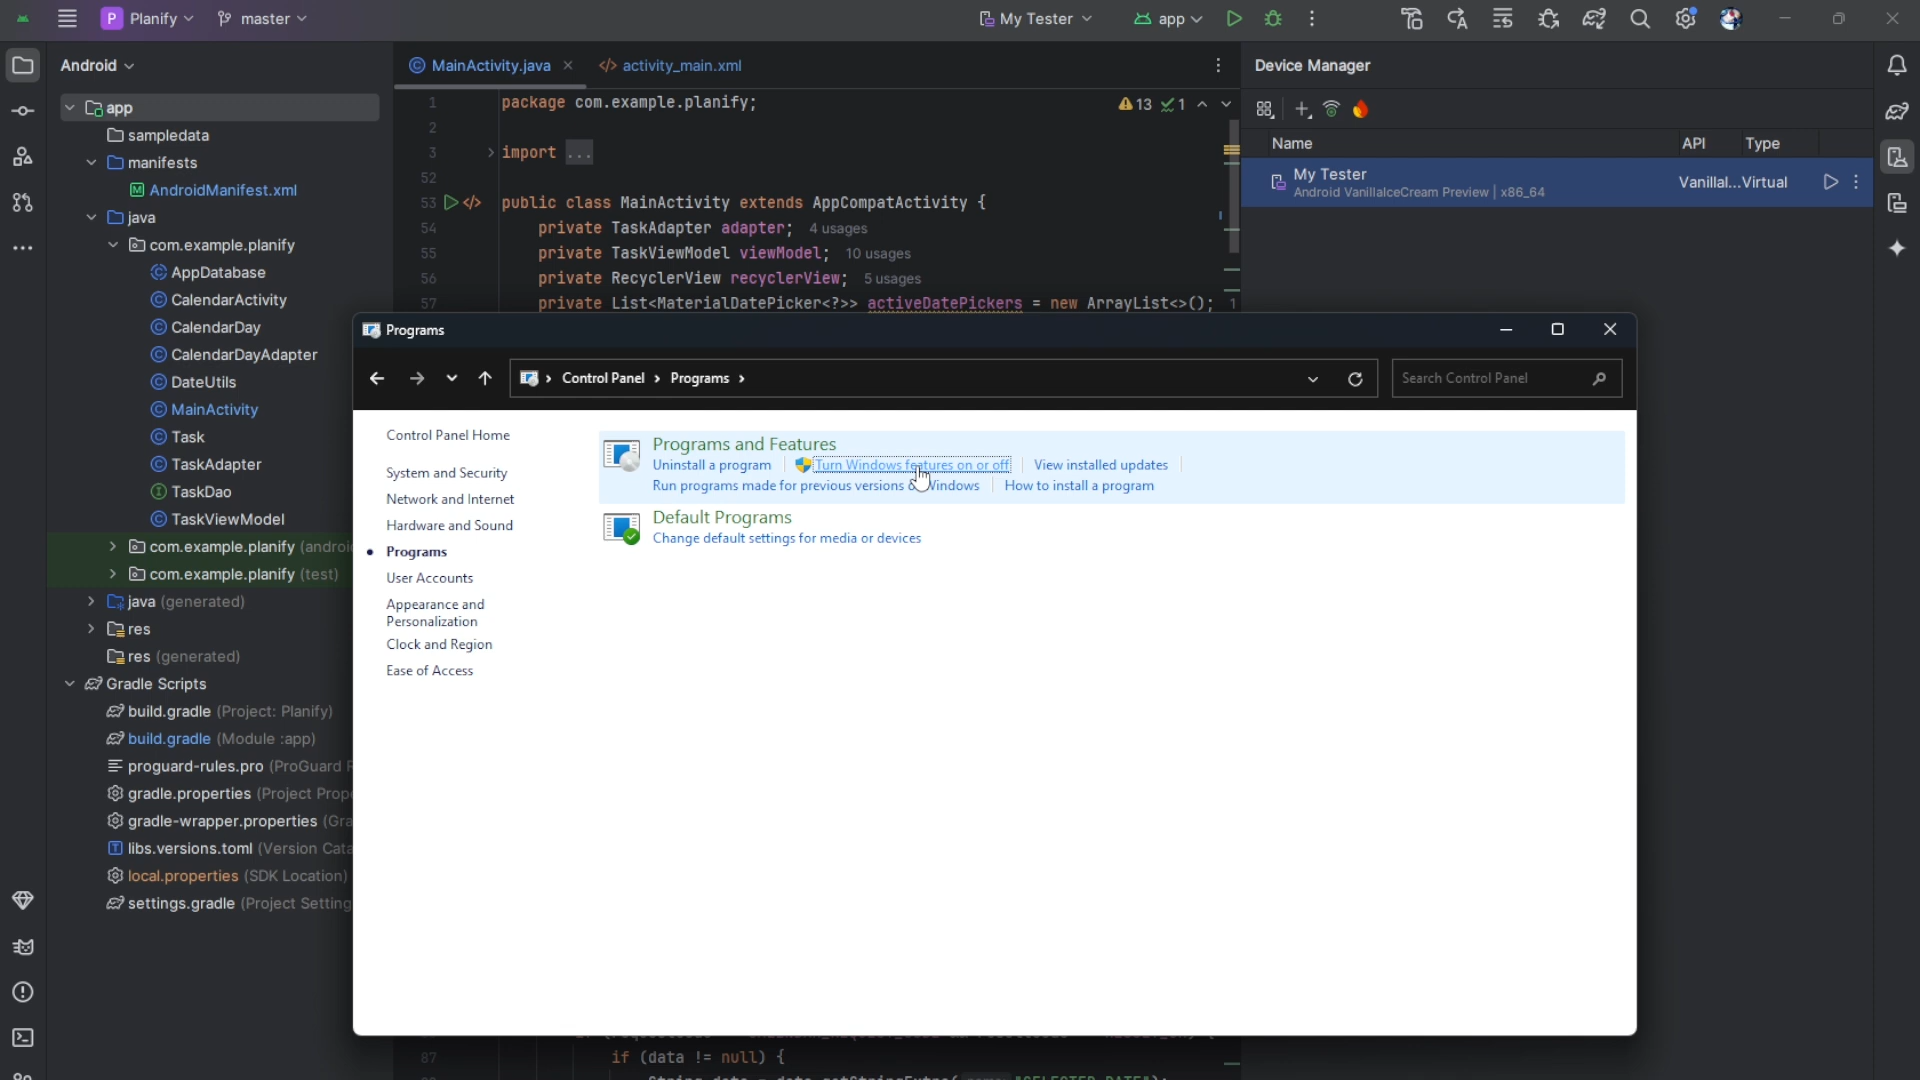 P Planify master My Tester app
Android
app
sampledata
manifests
AndroidManifest.xml
java
com.example.planify
AppDatabase
CalendarActivity
CalendarDay
CalendarDayAdapter
DateUtils
MainActivity
Task
TaskAdapter
TaskDao
TaskViewModel
com.example.planify
com.example.planify (test)
java (generated)
res
res (generated)
Gradle Scripts
build.gradle (Project: Planify)
build.gradle (Module :app)
proguard-rules.pro
gradle.properties
gradle-wrapper.properties
libs.versions.toml
local.properties (SDK Location)
settings.gradle
MainActivity.java activity_main.xml
13 1
1 package com.example.planify;
2
3 import ...
52
53 public class MainActivity extends AppCompatActivity {
54 private TaskAdapter adapter; 4 usages
55 private TaskViewModel viewModel; 10 usages
56 private RecyclerView recyclerView; 5 usages
57 private List<MaterialDatePicker<?>> activeDatePickers = new ArrayList<>(); 1
87 if (data != null) {
Device Manager
Name API Type
My Tester
Android VanillaIceCream Preview | x86_64
Vanillal...Virtual
Programs
Control Panel › Programs ›
Search Control Panel
Control Panel Home
System and Security
Network and Internet
Hardware and Sound
Programs
User Accounts
Appearance and
Personalization
Clock and Region
Ease of Access
Programs and Features
Uninstall a program Turn Windows features on or off View installed updates
Run programs made for previous versions of Windows How to install a program
Default Programs
Change default settings for media or devices